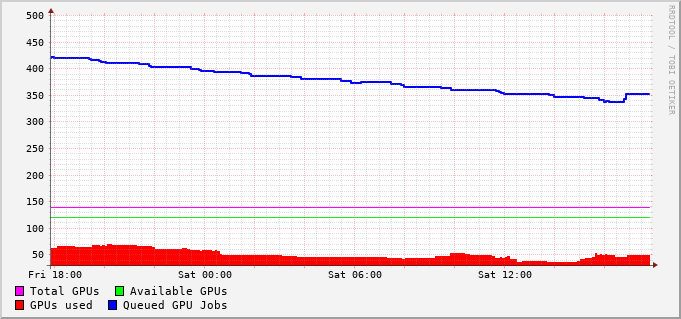 RRDTOOL / TOBI OETIKER
500
450
400
350
300
250
200
150
100
50
Fri 18:00 Sat 00:00 Sat 06:00 Sat 12:00
Total GPUs Available GPUs
GPUs used Queued GPU Jobs